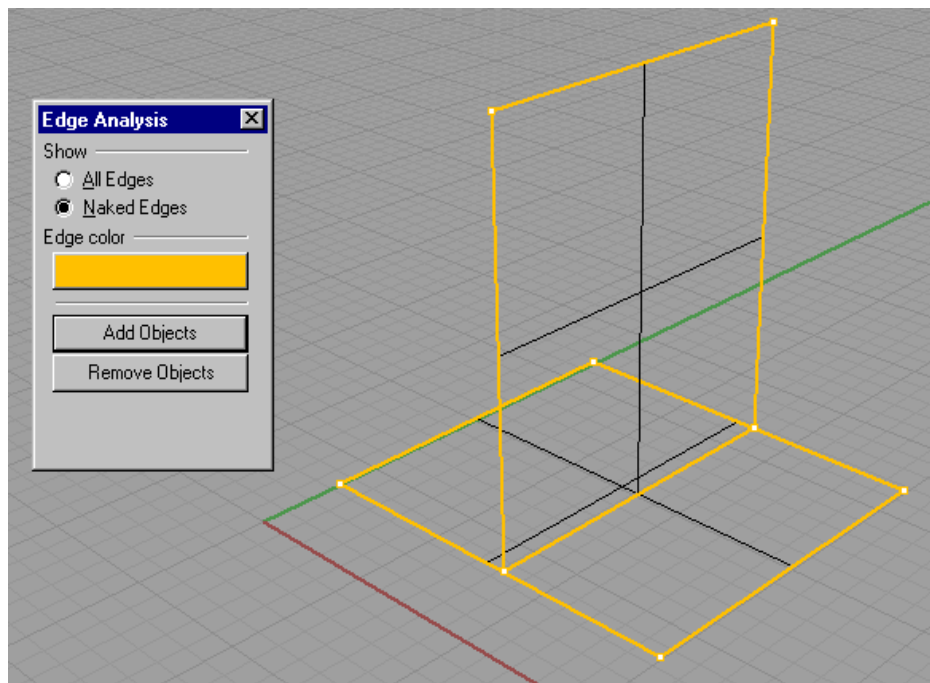 Edge Analysis
Show
All Edges
Naked Edges
Edge color
Add Objects
Remove Objects